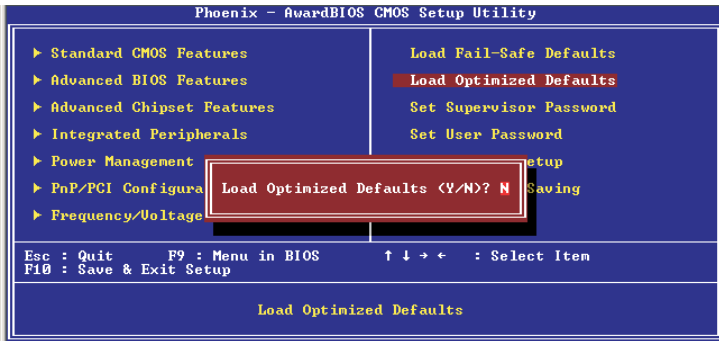 Phoenix - AwardBIOS CMOS Setup Utility
▶ Standard CMOS Features
▶ Advanced BIOS Features
▶ Advanced Chipset Features
▶ Integrated Peripherals
▶ Power Management
▶ PnP/PCI Configura
▶ Frequency/Voltage
Load Fail-Safe Defaults
Load Optimized Defaults
Set Supervisor Password
Set User Password
etup
Saving
Load Optimized Defaults (Y/N)? N
Esc : Quit F9 : Menu in BIOS ↑ ↓ → ← : Select Item
F10 : Save & Exit Setup
Load Optimized Defaults